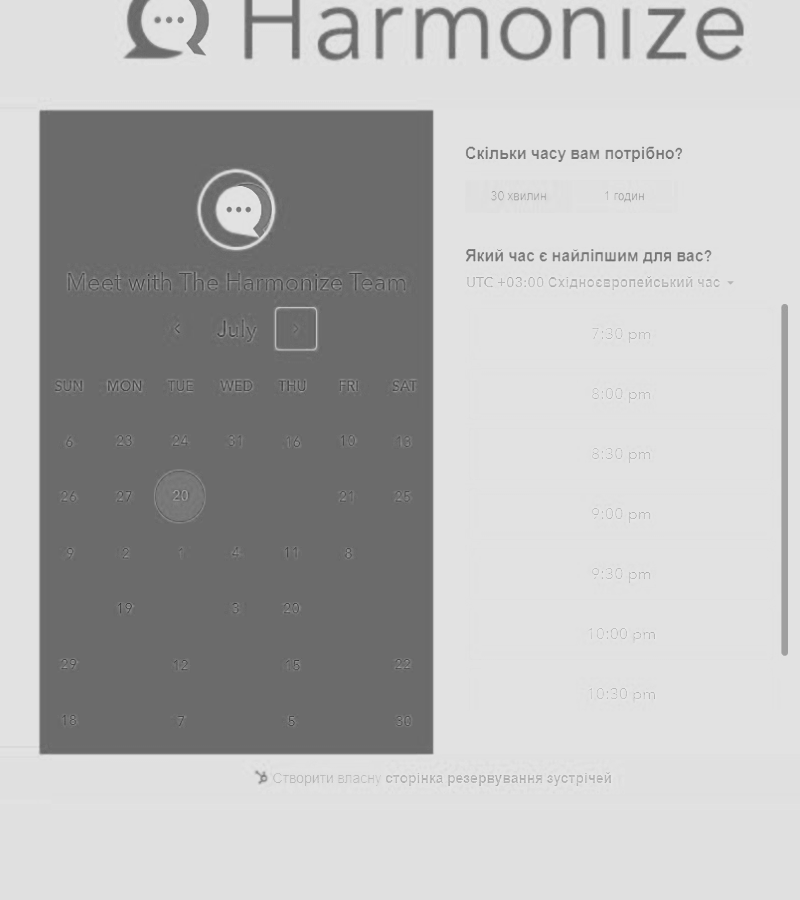 Harmonize
Meet with The Harmonize Team
July
SUN MON TUE WED THU FRI SAT
6 23 24 31 16 10 13
26 27 20 21 25
9 2 1 4 11 8
19 3 20
29 12 15 22
18 7 5 30
Скільки часу вам потрібно?
30 хвилин 1 годин
Який час є найліпшим для вас?
UTC +03:00 Східноєвропейський час
7:30 pm
8:00 pm
8:30 pm
9:00 pm
9:30 pm
10:00 pm
10:30 pm
Створити власну сторінка резервування зустрічей